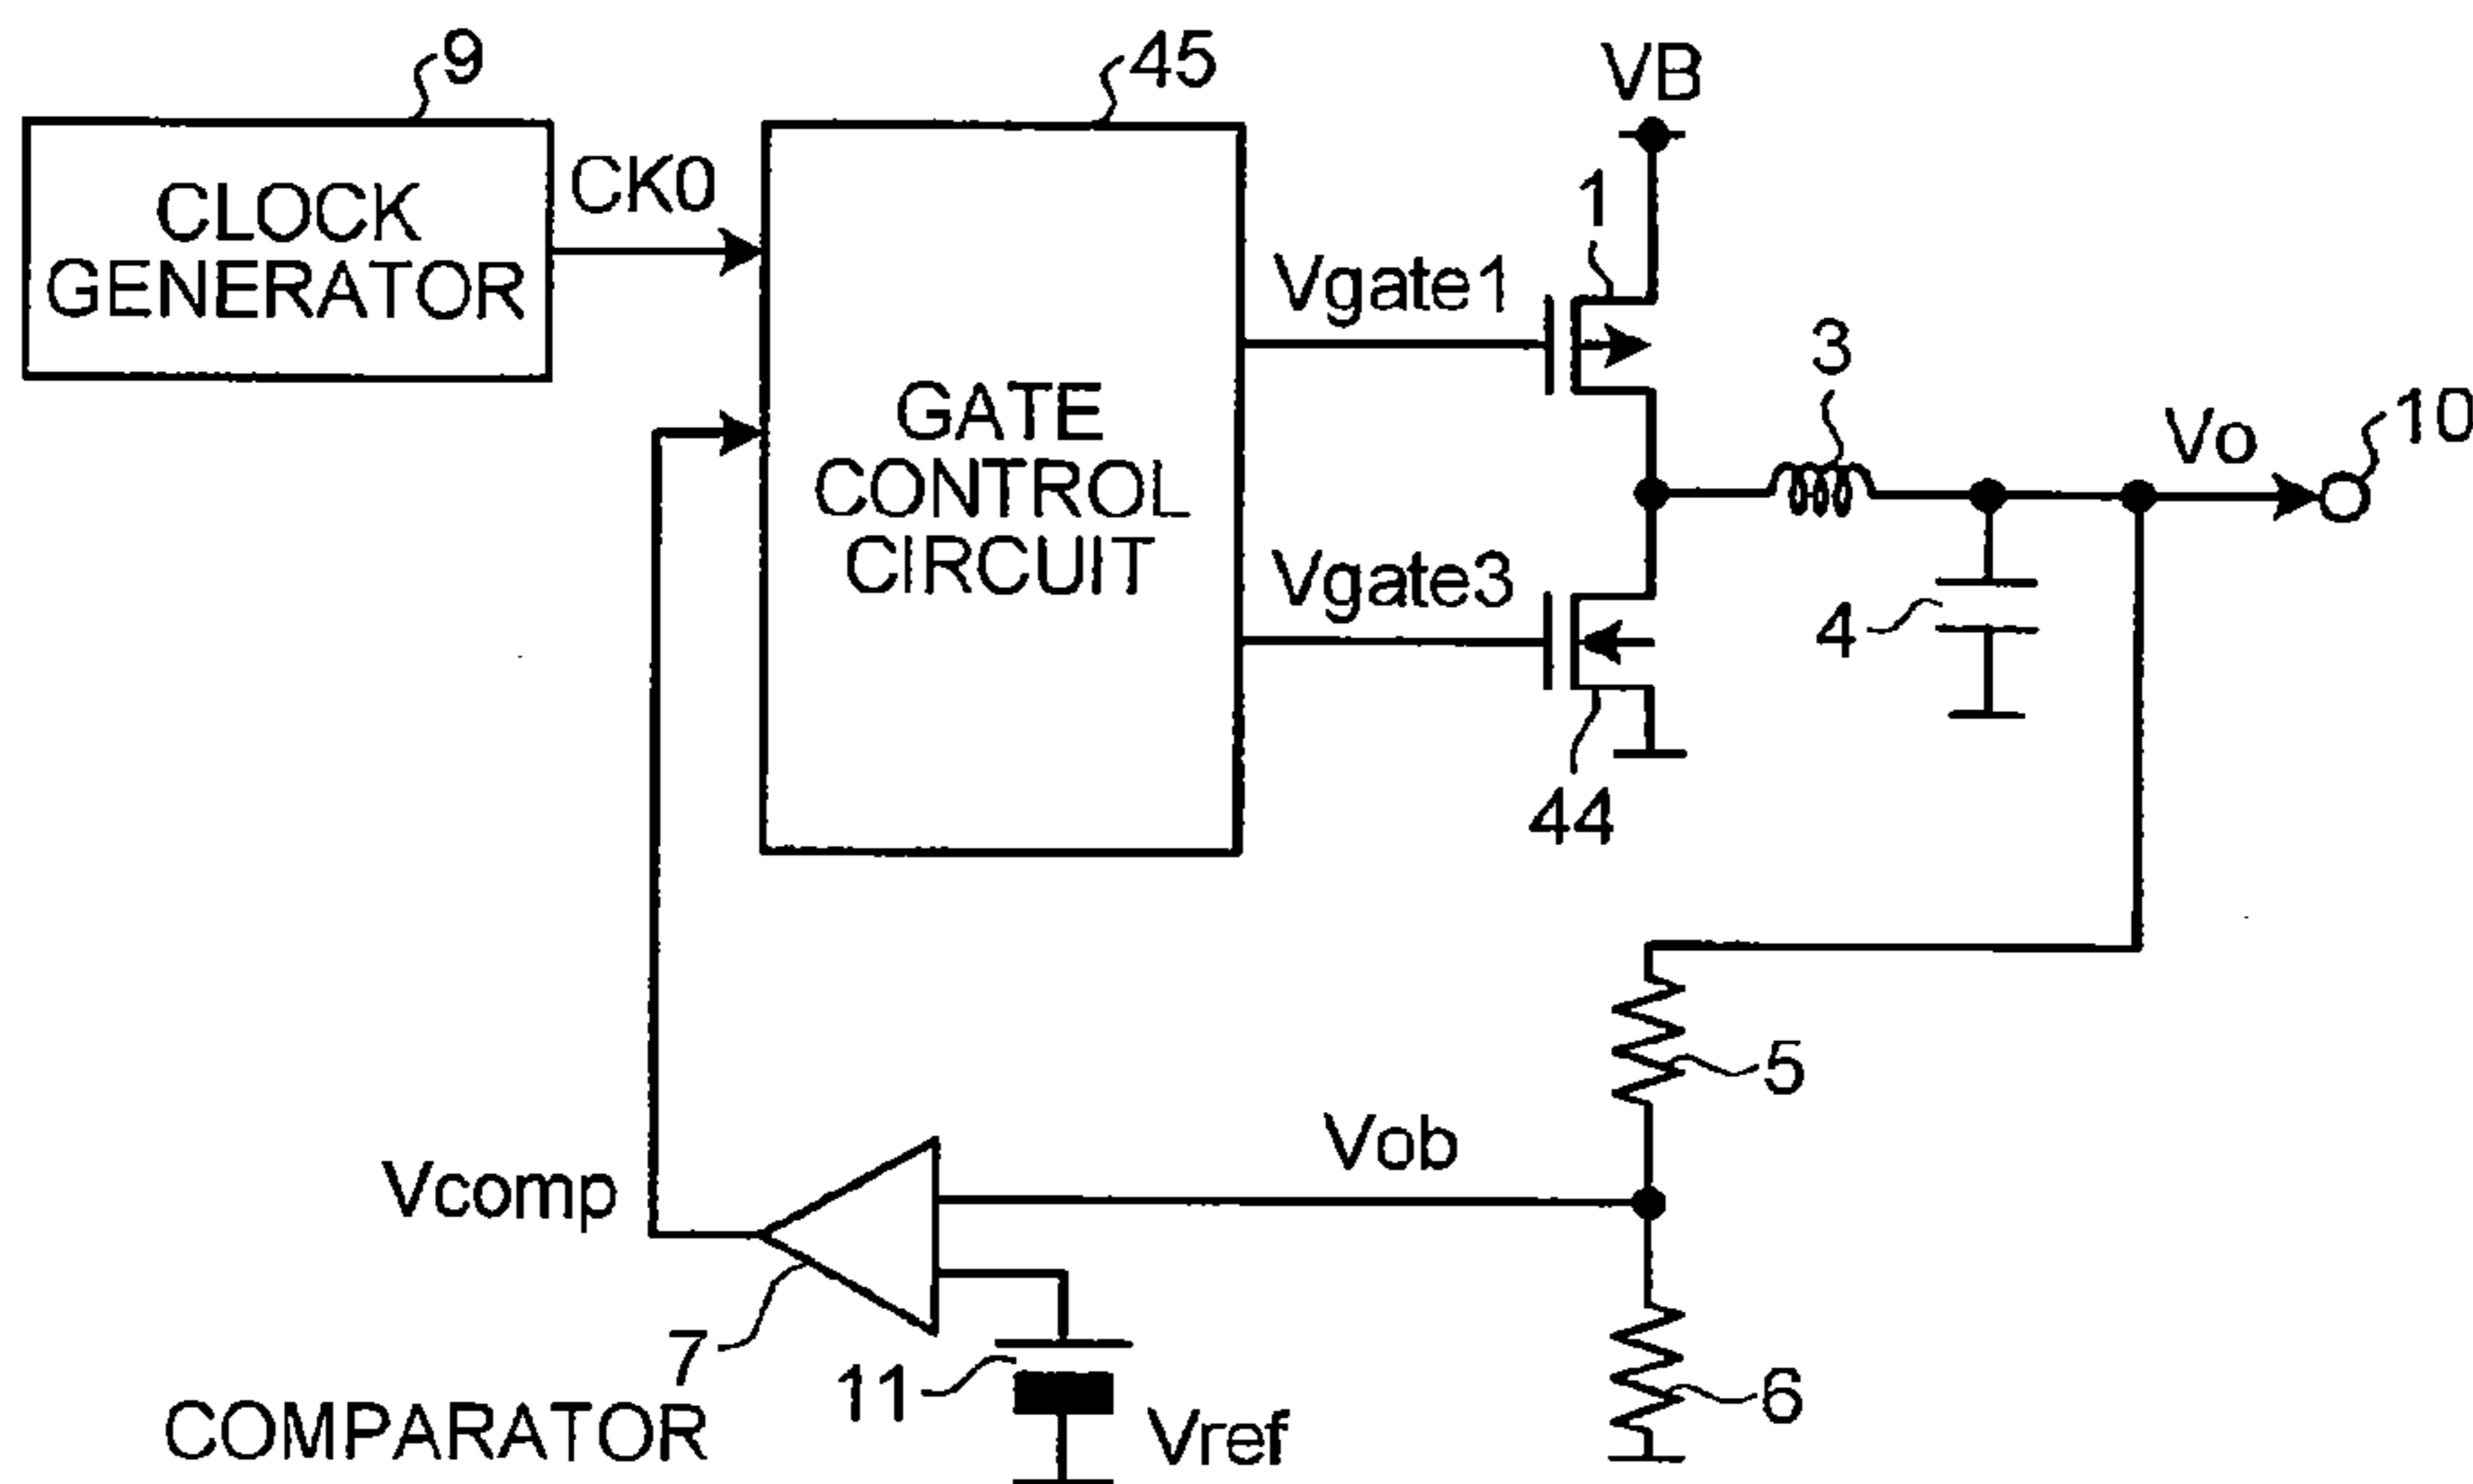 9
45
VB
CLOCK
GENERATOR
CK0
1
Vgate1
3
GATE
CONTROL
CIRCUIT
Vo
10
Vgate3
4
44
5
Vob
Vcomp
7
11
6
COMPARATOR
Vref